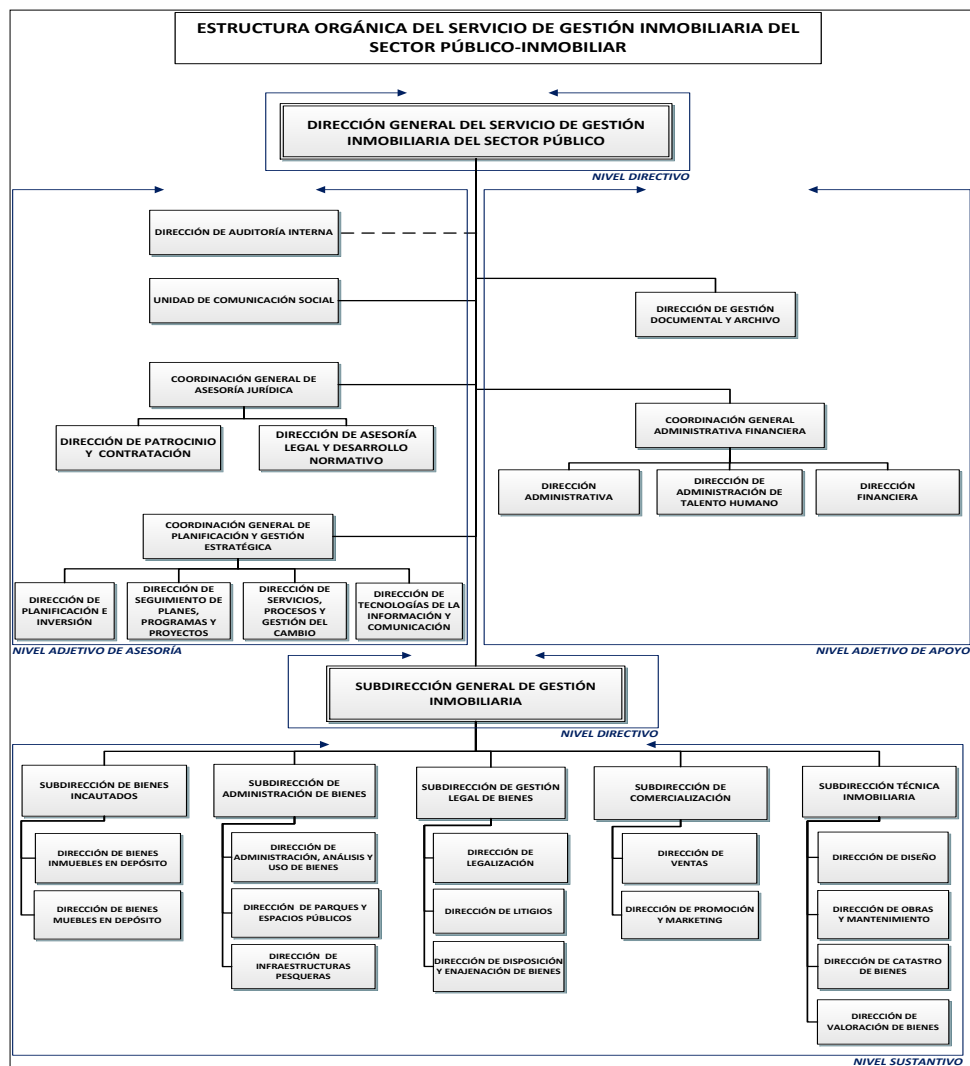 ESTRUCTURA ORGÁNICA DEL SERVICIO DE GESTIÓN INMOBILIARIA DEL
SECTOR PÚBLICO-INMOBILIAR
DIRECCIÓN GENERAL DEL SERVICIO DE GESTIÓN
INMOBILIARIA DEL SECTOR PÚBLICO
NIVEL DIRECTIVO
DIRECCIÓN DE AUDITORÍA INTERNA
UNIDAD DE COMUNICACIÓN SOCIAL
COORDINACIÓN GENERAL DE
ASESORÍA JURÍDICA
DIRECCIÓN DE PATROCINIO
Y CONTRATACIÓN
DIRECCIÓN DE ASESORÍA
LEGAL Y DESARROLLO
NORMATIVO
COORDINACIÓN GENERAL DE
PLANIFICACIÓN Y GESTIÓN
ESTRATÉGICA
DIRECCIÓN DE
PLANIFICACIÓN E
INVERSIÓN
DIRECCIÓN DE
SEGUIMIENTO DE
PLANES,
PROGRAMAS Y
PROYECTOS
DIRECCIÓN DE
SERVICIOS,
PROCESOS Y
GESTIÓN DEL
CAMBIO
DIRECCIÓN DE
TECNOLOGÍAS DE LA
INFORMACIÓN Y
COMUNICACIÓN
NIVEL ADJETIVO DE ASESORÍA
DIRECCIÓN DE GESTIÓN
DOCUMENTAL Y ARCHIVO
COORDINACIÓN GENERAL
ADMINISTRATIVA FINANCIERA
DIRECCIÓN
ADMINISTRATIVA
DIRECCIÓN DE
ADMINISTRACIÓN DE
TALENTO HUMANO
DIRECCIÓN
FINANCIERA
NIVEL ADJETIVO DE APOYO
SUBDIRECCIÓN GENERAL DE GESTIÓN
INMOBILIARIA
NIVEL DIRECTIVO
SUBDIRECCIÓN DE BIENES
INCAUTADOS
DIRECCIÓN DE BIENES
INMUEBLES EN DEPÓSITO
DIRECCIÓN DE BIENES
MUEBLES EN DEPÓSITO
SUBDIRECCIÓN DE
ADMINISTRACIÓN DE BIENES
DIRECCIÓN DE
ADMINISTRACIÓN, ANÁLISIS Y
USO DE BIENES
DIRECCIÓN DE PARQUES Y
ESPACIOS PÚBLICOS
DIRECCIÓN DE
INFRAESTRUCTURAS
PESQUERAS
SUBDIRECCIÓN DE GESTIÓN
LEGAL DE BIENES
DIRECCIÓN DE
LEGALIZACIÓN
DIRECCIÓN DE LITIGIOS
DIRECCIÓN DE DISPOSICIÓN
Y ENAJENACIÓN DE BIENES
SUBDIRECCIÓN DE
COMERCIALIZACIÓN
DIRECCIÓN DE
VENTAS
DIRECCIÓN DE PROMOCIÓN
Y MARKETING
SUBDIRECCIÓN TÉCNICA
INMOBILIARIA
DIRECCIÓN DE DISEÑO
DIRECCIÓN DE OBRAS
Y MANTENIMIENTO
DIRECCIÓN DE CATASTRO
DE BIENES
DIRECCIÓN DE
VALORACIÓN DE BIENES
NIVEL SUSTANTIVO